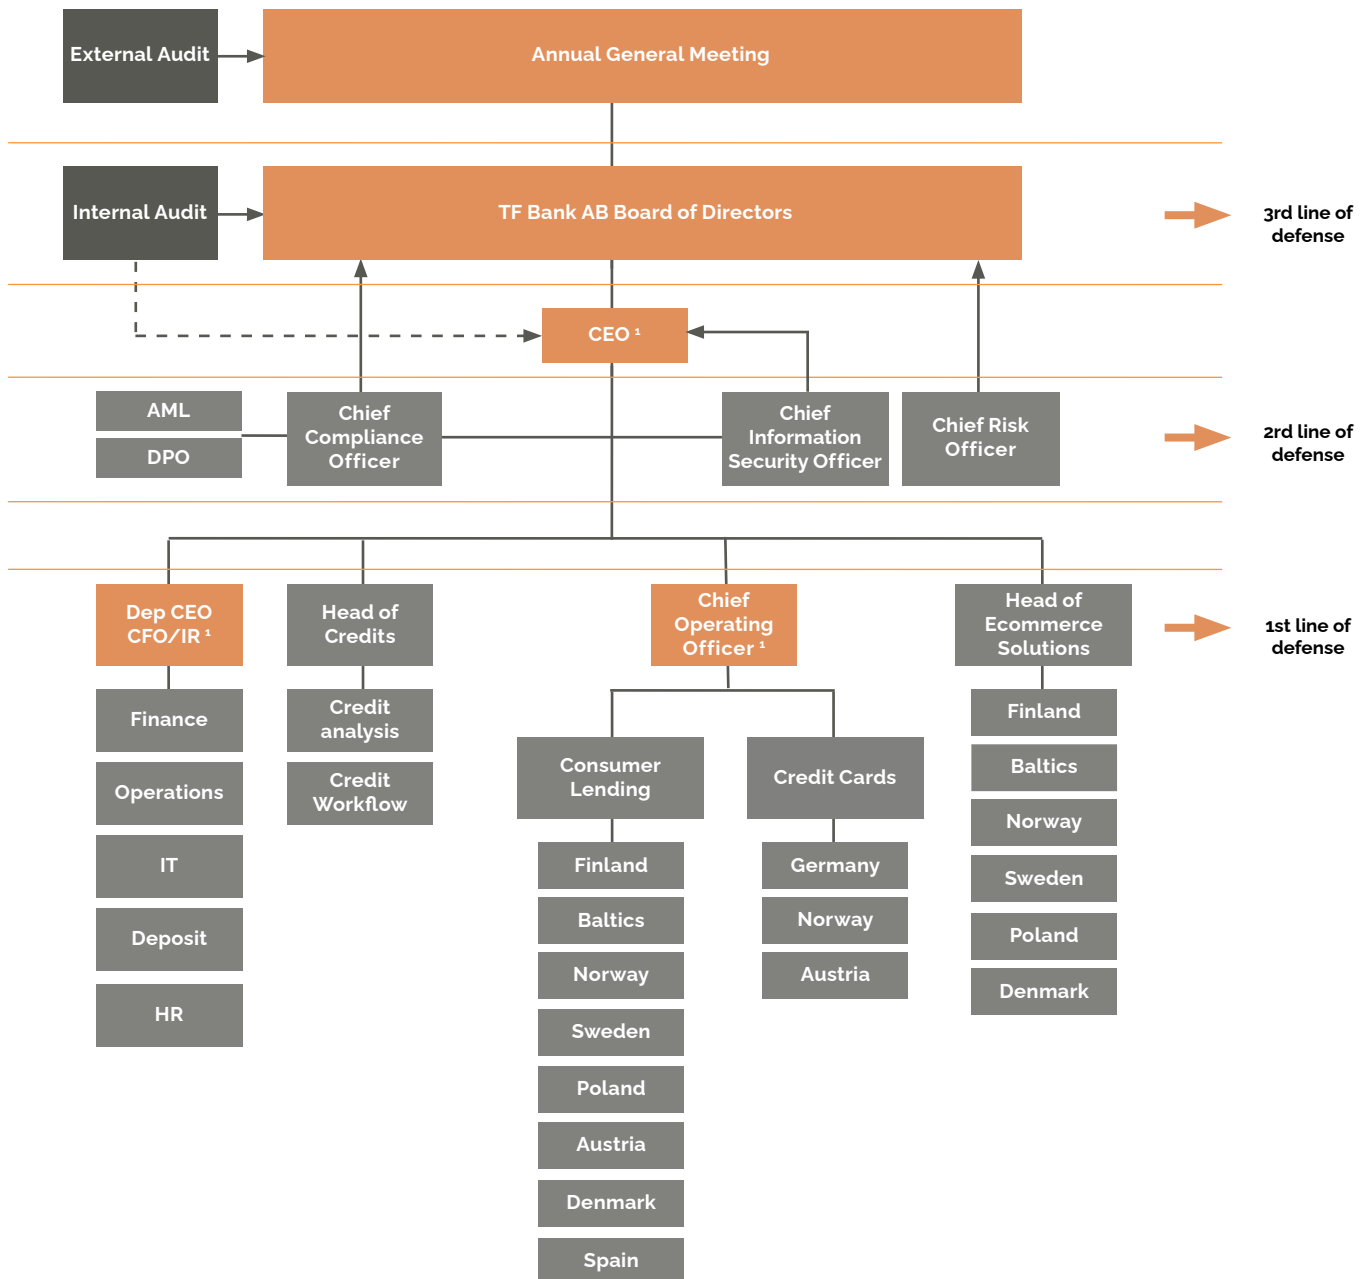 External Audit
Annual General Meeting
Internal Audit
TF Bank AB Board of Directors
3rd line of
defense
CEO ¹
AML
DPO
Chief
Compliance
Officer
Chief
Information
Security Officer
Chief Risk
Officer
2rd line of
defense
Dep CEO
CFO/IR ¹
Head of
Credits
Chief
Operating
Officer ¹
Head of
Ecommerce
Solutions
1st line of
defense
Finance
Operations
IT
Deposit
HR
Credit
analysis
Credit
Workflow
Consumer
Lending
Finland
Baltics
Norway
Sweden
Poland
Austria
Denmark
Spain
Credit Cards
Germany
Norway
Austria
Finland
Baltics
Norway
Sweden
Poland
Denmark